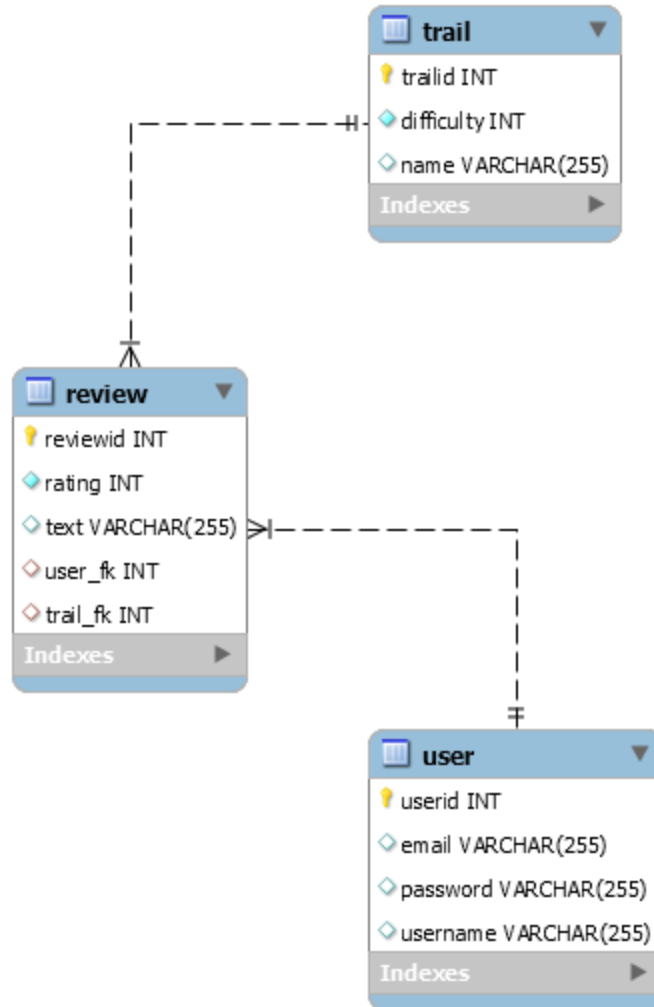 trail
trailid INT
difficulty INT
name VARCHAR(255)
Indexes
review
reviewid INT
rating INT
text VARCHAR(255)
user_fk INT
trail_fk INT
Indexes
user
userid INT
email VARCHAR(255)
password VARCHAR(255)
username VARCHAR(255)
Indexes